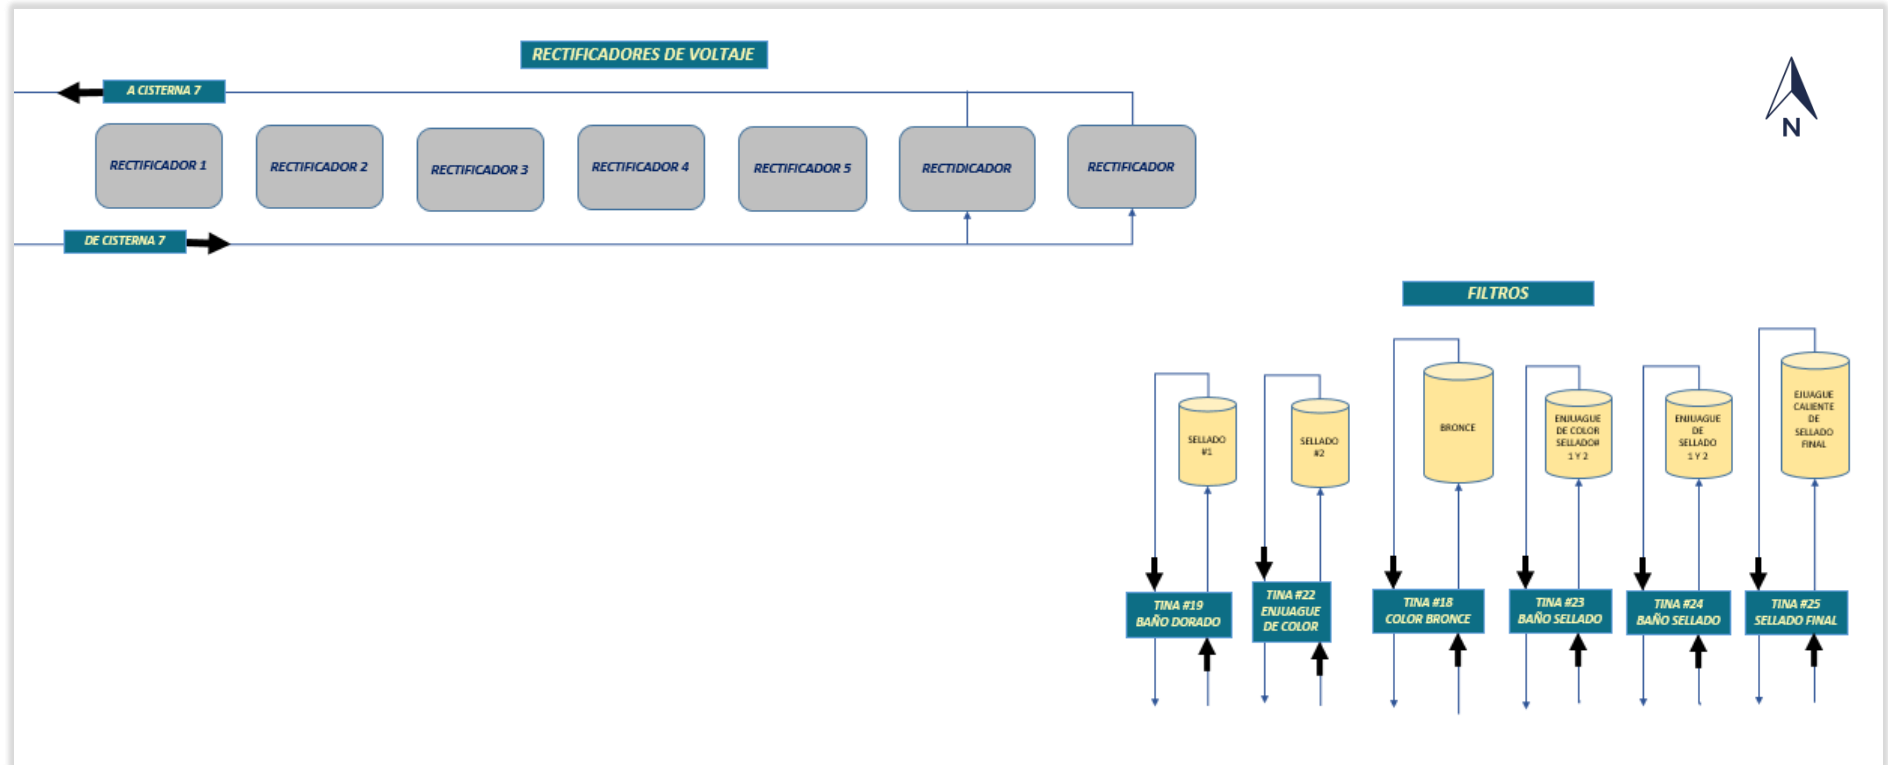 RECTIFICADORES DE VOLTAJE
A CISTERNA 7
RECTIFICADOR 1
RECTIFICADOR 2
RECTIFICADOR 3
RECTIFICADOR 4
RECTIFICADOR 5
RECTIDICADOR
RECTIFICADOR
N
DE CISTERNA 7
FILTROS
SELLADO
#1
SELLADO
#2
BRONCE
ENJUAGUE
DE COLOR
SELLADO#
1 Y 2
ENJUAGUE
DE
SELLADO
1 Y 2
EJUAGUE
CALIENTE
DE
SELLADO
FINAL
TINA #19
BAÑO DORADO
TINA #22
ENJUAGUE
DE COLOR
TINA #18
COLOR BRONCE
TINA #23
BAÑO SELLADO
TINA #24
BAÑO SELLADO
TINA #25
SELLADO FINAL